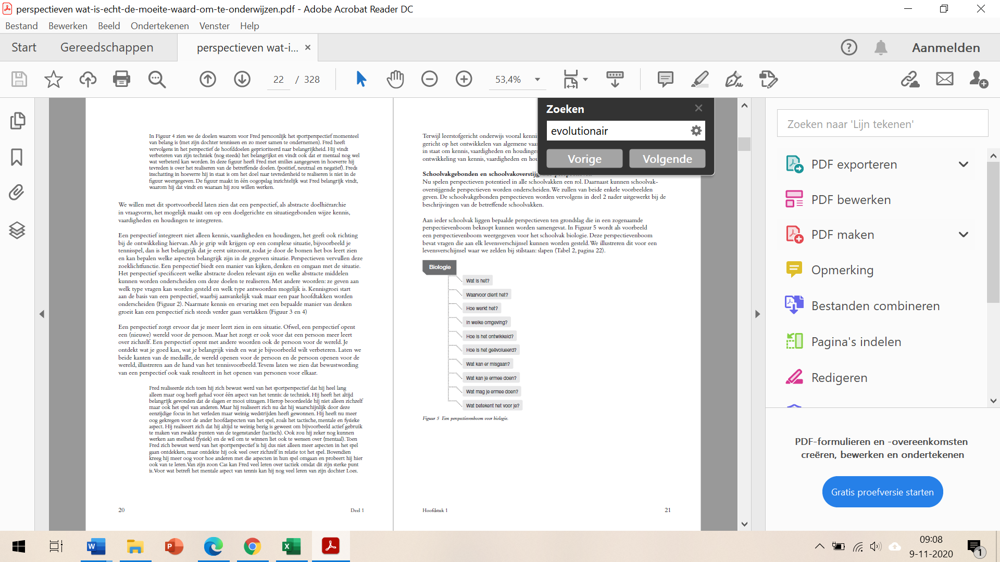 perspectieven wat-is-echt-de-moeite-waard-om-te-onderwijzen.pdf - Adobe Acrobat Reader DC
Bestand Bewerken Beeld Ondertekenen Venster Help
Start Gereedschappen perspectieven wat-i... Aanmelden
22 / 328 53,4%
In Figuur 4 zien we de doelen waarom voor Fred persoonlijk het sportperspectief momenteel
van belang is (met zijn dochter tennissen en zo meer samen te ondernemen). Fred heeft
vervolgens in het perspectief de hoofddoelen geprioriteerd naar belangrijkheid. Hij vindt
verbeteren van zijn techniek (nog steeds) het belangrijkst en vindt ook dat er mentaal nog wel
wat verbeterd kan worden. In deze figuur heeft Fred met smilies aangegeven in hoeverre hij
tevreden is over het realiseren van de betreffende doelen. (positief, neutraal en negatief). Freds
inschatting in hoeverre hij in staat is om het doel naar tevredenheid te realiseren is niet in de
figuur weergegeven. De figuur maakt in één oogopslag inzichtelijk wat Fred belangrijk vindt,
waarom hij dat vindt en waaraan hij zou willen werken.
We willen met dit sportvoorbeeld laten zien dat een perspectief, als abstracte doelhiërarchie
in vraagvorm, het mogelijk maakt om op een doelgerichte en situatiegebonden wijze kennis,
vaardigheden en houdingen te integreren.
Een perspectief integreert niet alleen kennis, vaardigheden en houdingen, het geeft ook richting
bij de ontwikkeling hiervan. Als je grip wilt krijgen op een complexe situatie, bijvoorbeeld je
tennisspel, dan is het belangrijk dat je eerst uitzoomt, zodat je door de bomen het bos leert zien
en kan bepalen welke aspecten belangrijk zijn in de gegeven situatie. Perspectieven vervullen deze
zoeklichtfunctie. Een perspectief biedt een manier van kijken, denken en omgaan met de situatie.
Het perspectief specificeert welke abstracte doelen relevant zijn en welke abstracte middelen
kunnen worden onderscheiden om deze doelen te realiseren. Met andere woorden: ze geven aan
welk type vragen kan worden gesteld en welk type antwoorden mogelijk is. Kennisgroei start
aan de basis van een perspectief, waarbij aanvankelijk vaak maar een paar hoofdtakken worden
onderscheiden (Figuur 2). Naarmate kennis en ervaring met een bepaalde manier van denken
groeit kan een perspectief zich steeds verder gaan vertakken (Figuur 3 en 4)
Een perspectief zorgt ervoor dat je meer leert zien in een situatie. Ofwel, een perspectief opent
een (nieuwe) wereld voor de persoon. Maar het zorgt er ook voor dat een persoon meer leert
over zichzelf. Een perspectief opent met andere woorden ook de persoon voor de wereld. Je
ontdekt wat je goed kan, wat je belangrijk vindt en wat je bijvoorbeeld wilt verbeteren. Laten we
beide kanten van de medaille, de wereld openen voor de persoon en de persoon openen voor de
wereld, illustreren aan de hand van het tennisvoorbeeld. Tevens laten we zien dat bewustwording
van een perspectief ook vaak resulteert in het openen van personen voor elkaar.
Fred realiseerde zich toen hij zich bewust werd van het sportperspectief dat hij heel lang
alleen maar oog heeft gehad voor één aspect van het tennis: de techniek. Hij heeft het altijd
belangrijk gevonden dat de slagen er mooi uitzagen. Hierop beoordeelde hij niet alleen zichzelf
maar ook het spel van anderen. Maar hij realiseert zich nu dat hij waarschijnlijk door deze
eenzijdige focus in het verleden maar weinig wedstrijden heeft gewonnen. Hij heeft nu meer
oog gekregen voor de ander hoofdaspecten van het spel, zoals het tactische, mentale en fysieke
aspect. Hij realiseert zich dat hij altijd te weinig bezig is geweest om bijvoorbeeld actief gebruik
te maken van zwakke punten van de tegenstander (tactisch). Ook zou hij zeker nog kunnen
werken aan snelheid (fysiek) en de wil om te winnen liet ook te wensen over (mentaal). Toen
Fred zich bewust werd van het sportperspectief is hij dus niet alleen meer aspecten in het spel
gaan ontdekken, maar ontdekte hij ook veel over zichzelf in relatie tot het spel. Bovendien
kreeg hij meer oog voor hoe anderen met die aspecten in hun spel omgaan en probeert hij hier
ook van te leren. Van zijn zoon Cas kan Fred veel leren over tactiek omdat dit zijn sterke punt
is. Voor wat betreft het mentale aspect van tennis kan hij nog veel leren van zijn dochter Loes.
20 Deel 1
Terwijl leerstofgericht onderwijs vooral
gericht op het ontwikkelen van algemene
in staat om kennis, vaardigheden en
ontwikkeling van kennis, vaardigheden en
Schoolvakgebonden en
Nu spelen perspectieven potentieel in alle schoolvakken een rol. Daarnaast kunnen schoolvak-
overstijgende perspectieven worden onderscheiden. We zullen van beide enkele voorbeelden
geven. De schoolvakgebonden perspectieven worden vervolgens in deel 2 nader uitgewerkt bij de
beschrijvingen van de betreffende schoolvakken.
Aan ieder schoolvak liggen bepaalde perspectieven ten grondslag die in een zogenaamde
perspectievenboom beknopt kunnen worden samengevat. In Figuur 5 wordt als voorbeeld
een perspectievenboom weergegeven voor het schoolvak biologie. Deze perspectievenboom
bevat vragen die aan elk levensverschijnsel kunnen worden gesteld. We illustreren dit voor een
levensverschijnsel waar we zelden bij stilstaan: slapen (Tabel 2, pagina 22).
Biologie
Wat is het?
Waarvoor dient het?
Hoe werkt het?
In welke omgeving?
Hoe is het ontwikkeld?
Hoe is het geëvolueerd?
Wat kan er misgaan?
Wat kan je ermee doen?
Wat mag je ermee doen?
Wat betekent het voor je?
Figuur 5 Een perspectievenboom voor biologie.
Hoofdstuk 1 21
Zoeken
evolutionair
Vorige Volgende
Zoeken naar 'Lijn tekenen'
PDF exporteren
PDF bewerken
PDF maken
Opmerking
Bestanden combineren
Pagina's indelen
Redigeren
PDF-formulieren en -overeenkomsten
creëren, bewerken en ondertekenen
Gratis proefversie starten
09:08
9-11-2020
1